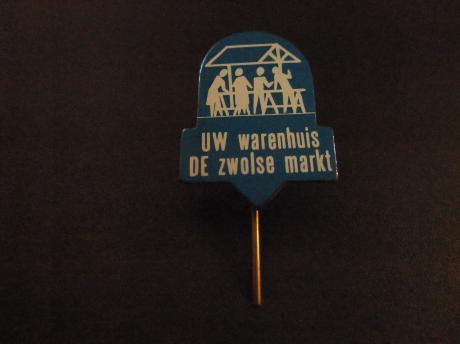 UW warenhuis
DE zwolse markt